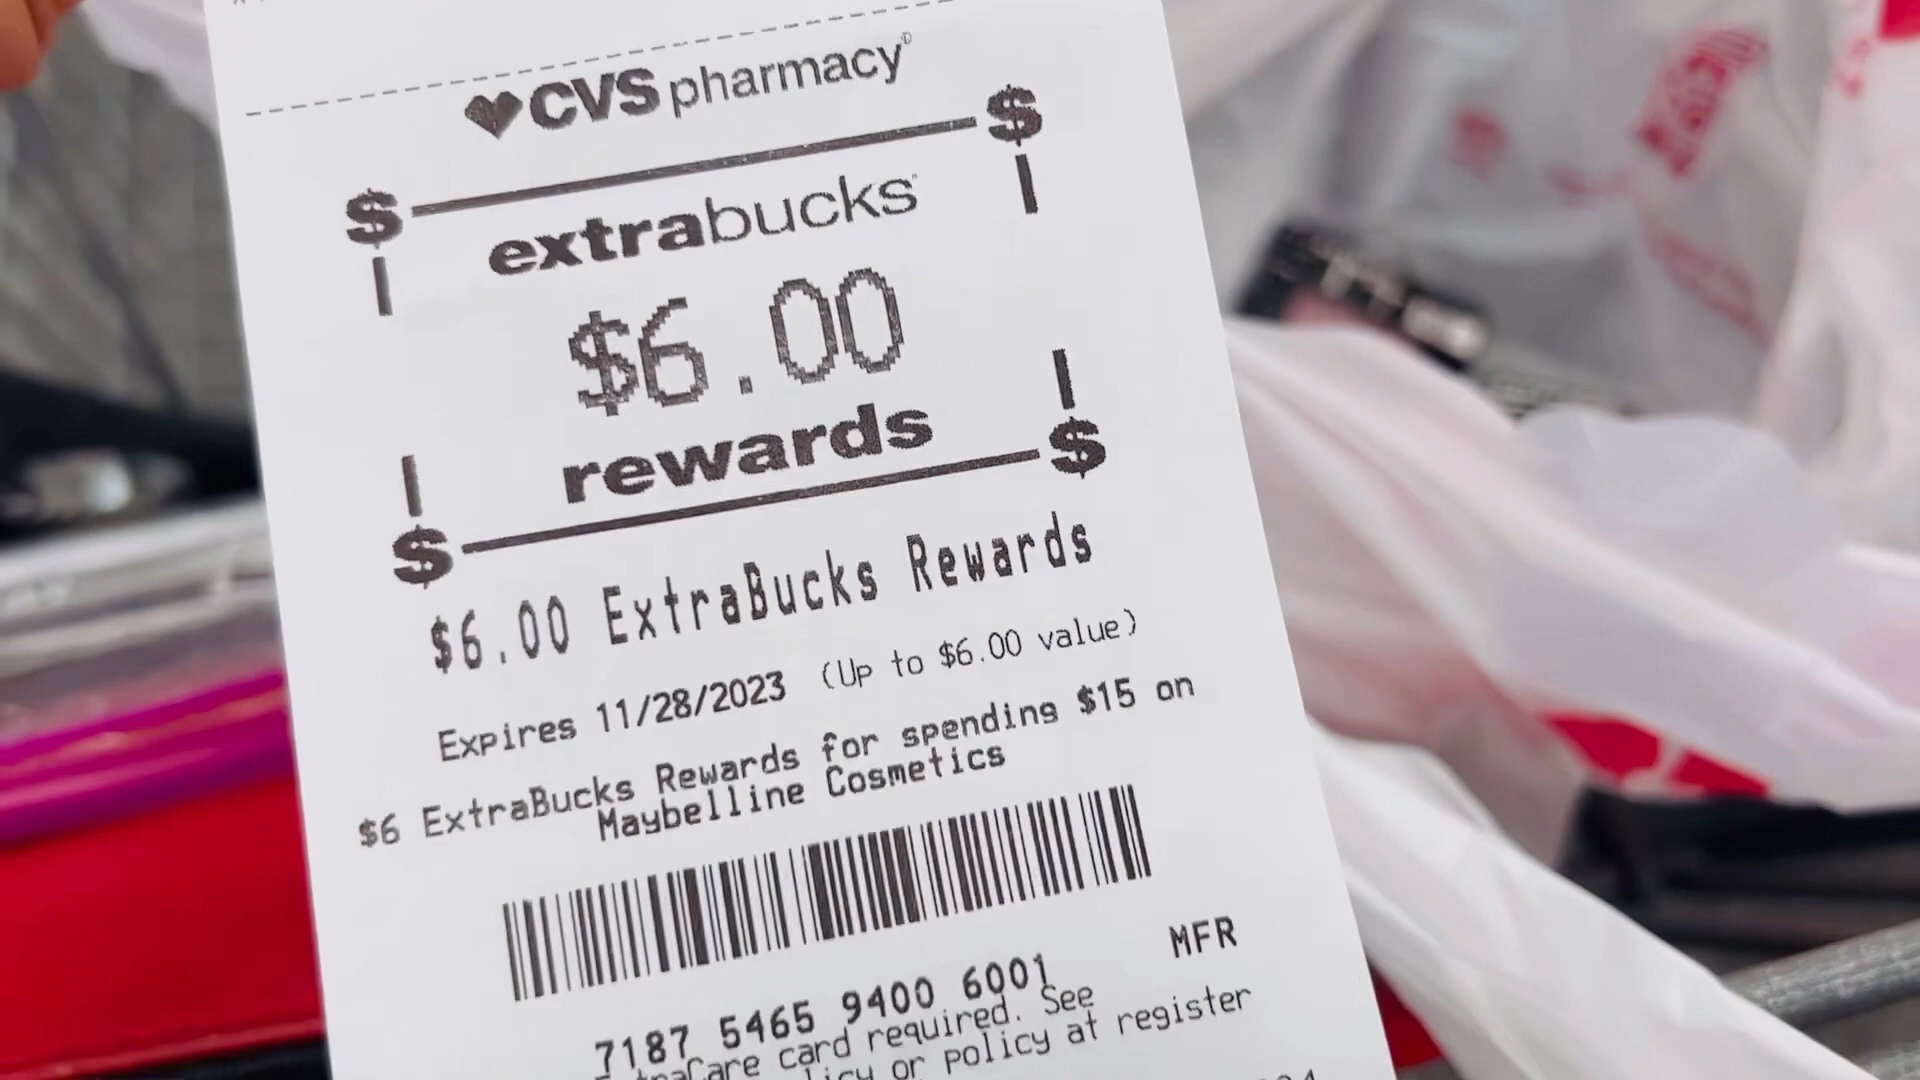 CVS pharmacy
$ $
extrabucks
$6.00
rewards
$ $
$6.00 ExtraBucks Rewards
Expires 11/28/2023 (Up to $6.00 value)
$6 ExtraBucks Rewards for spending $15 on
Maybelline Cosmetics
MFR
7187 5465 9400 6001
card required. See
or policy at register